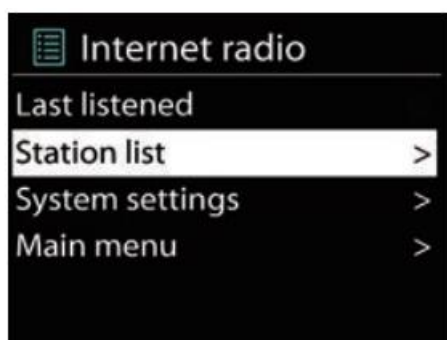 Internet radio
Last listened
Station list >
System settings >
Main menu >